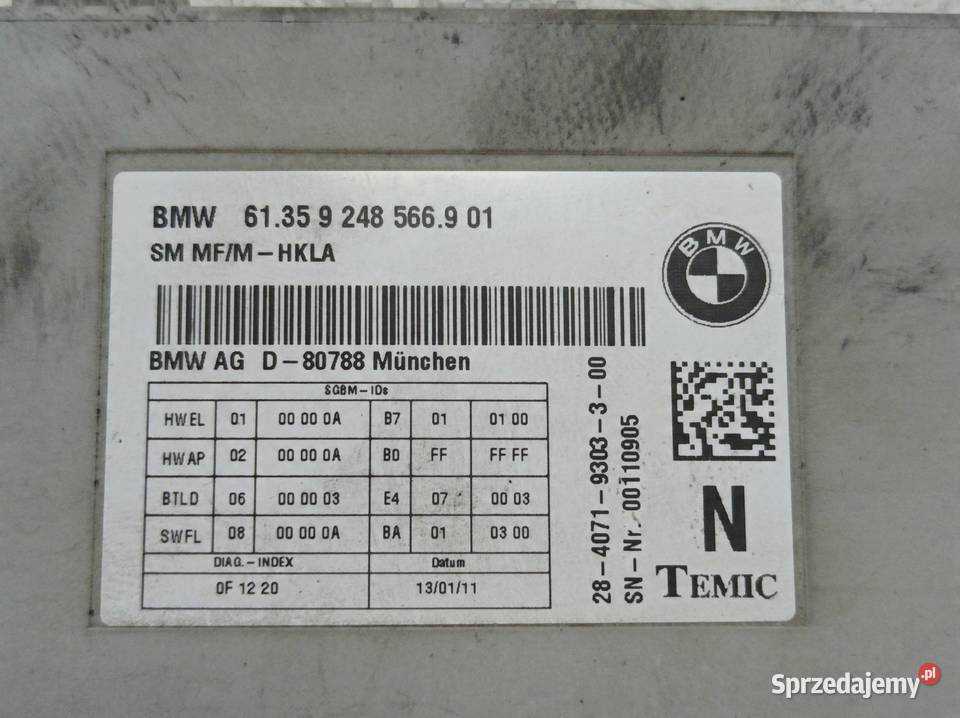 BMW 61.35 9 248 566.9 01
SM MF/M-HKLA
BMW
BMW AG D-80788 München
SGBM-IDs
HWEL 01 00 00 0A B7 01 01 00
HWAP 02 00 00 0A B0 FF FF FF
BTLD 06 00 00 03 E4 07 00 03
SWFL 08 00 00 0A BA 01 03 00
DIAG.-INDEX Datum
0F 12 20 13/01/11
28-4071-9303-3-00
SN-Nr. 00110905
N
TEMIC
Sprzedajemy.pl